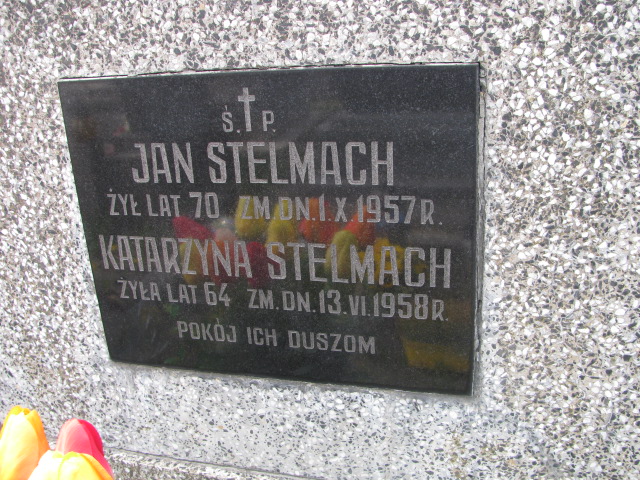 Ś. P.
JAN STELMACH
ŻYŁ LAT 70 ZM DN. 1. X. 1957 R.
KATARZYNA STELMACH
ŻYŁA LAT 64 ZM. DN. 13. VI. 1958 R.
POKÓJ ICH DUSZOM